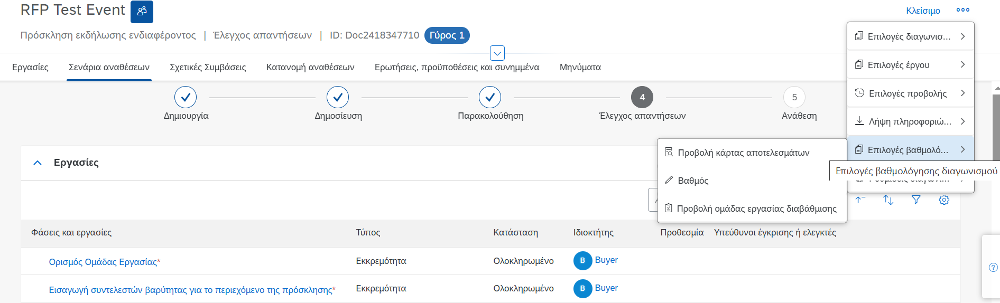 RFP Test Event
Κλείσιμο
Πρόσκληση εκδήλωσης ενδιαφέροντος | Έλεγχος απαντήσεων | ID: Doc2418347710 Γύρος 1
Εργασίες Σενάρια αναθέσεων Σχετικές Συμβάσεις Κατανομή αναθέσεων Ερωτήσεις, προϋποθέσεις και συνημμένα Μηνύματα
Επιλογές διαγωνισ...
Επιλογές έργου
Επιλογές προβολής
Λήψη πληροφοριώ...
Επιλογές βαθμολό...
Επιλογές βαθμολόγησης διαγωνισμού
4 5
Δημιουργία Δημοσίευση Παρακολούθηση Έλεγχος απαντήσεων Ανάθεση
Προβολή κάρτας αποτελεσμάτων
Βαθμός
Προβολή ομάδας εργασίας διαβάθμισης
Εργασίες
Φάσεις και εργασίες Τύπος Κατάσταση Ιδιοκτήτης Προθεσμία Υπεύθυνοι έγκρισης ή ελεγκτές
Ορισμός Ομάδας Εργασίας* Εκκρεμότητα Ολοκληρωμένο B Buyer
Εισαγωγή συντελεστών βαρύτητας για το περιεχόμενο της πρόσκλησης* Εκκρεμότητα Ολοκληρωμένο B Buyer